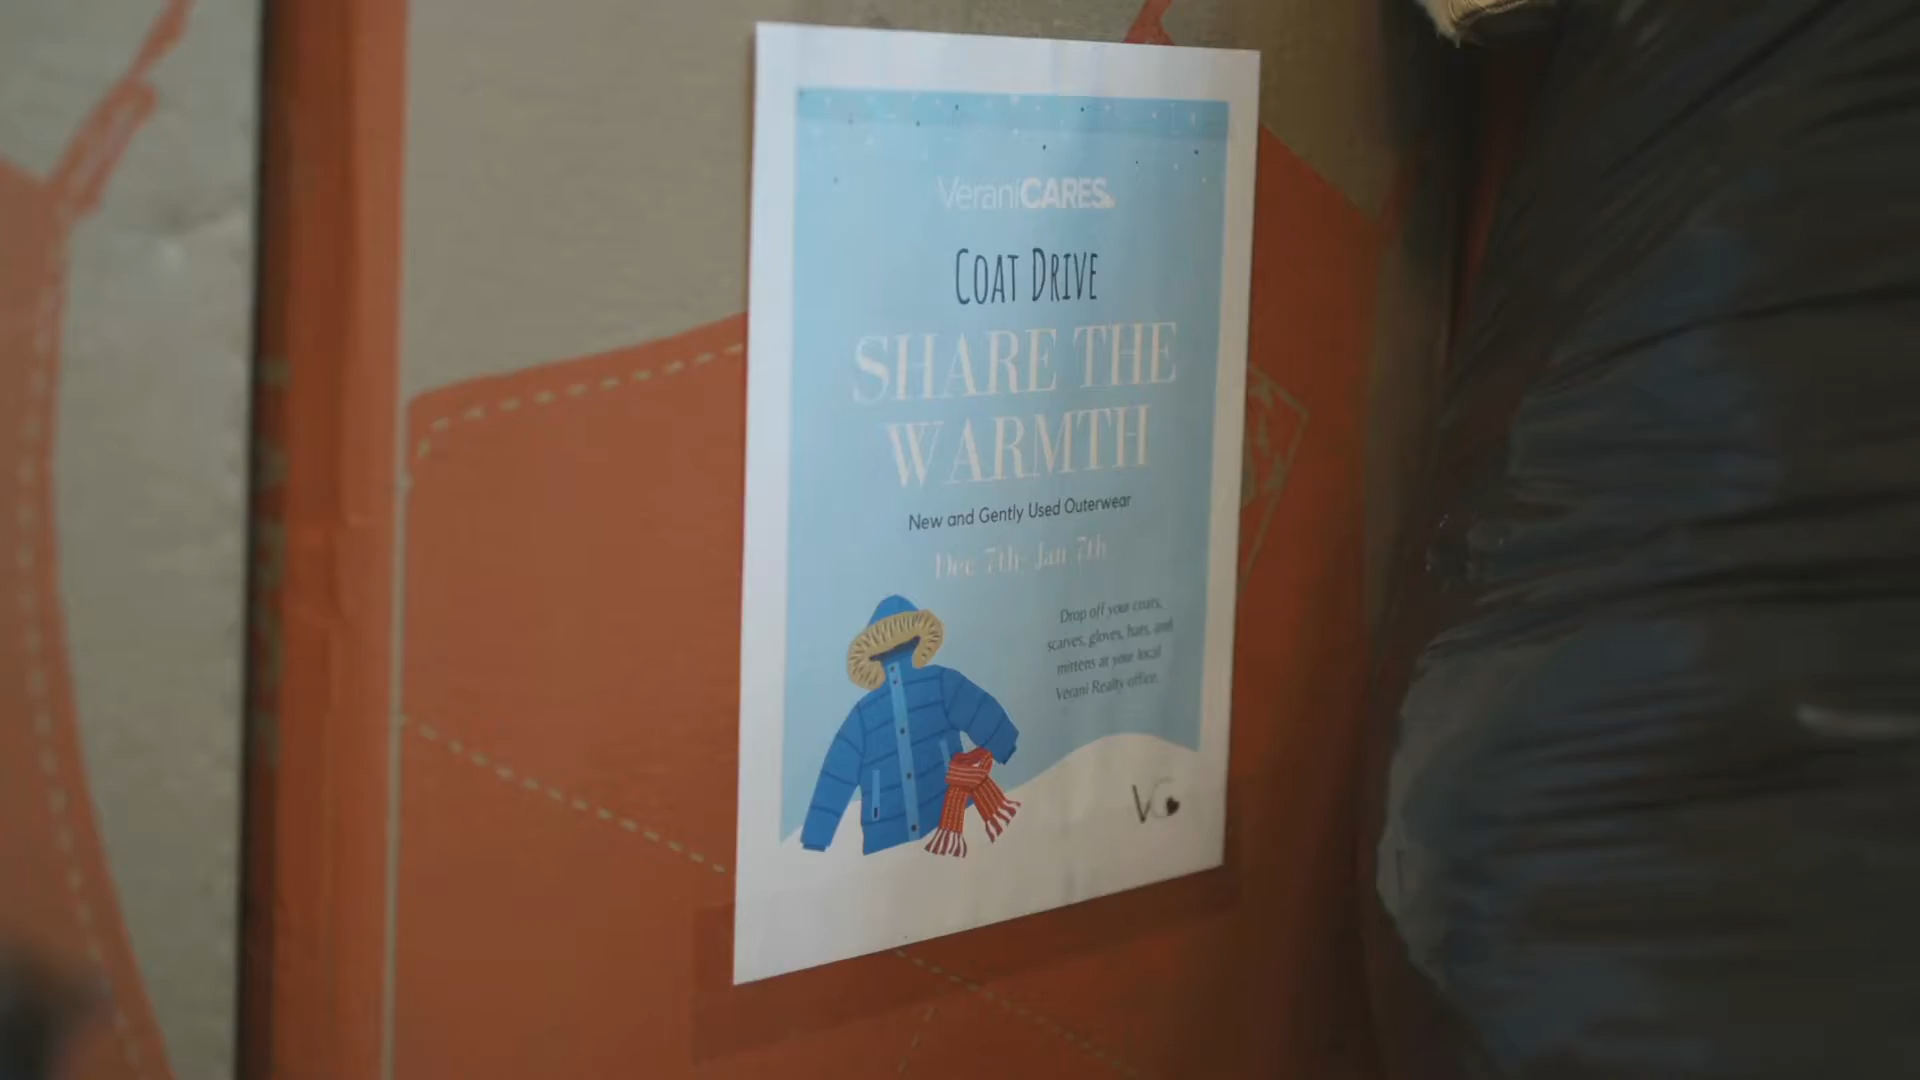 VeraniCARES
COAT DRIVE
SHARE THE
WARMTH
New and Gently Used Outerwear
Dec 7th- Jan 7th
Drop off your coats,
scarves, gloves, hats, and
mittens at your local
Verani Realty office.
VC